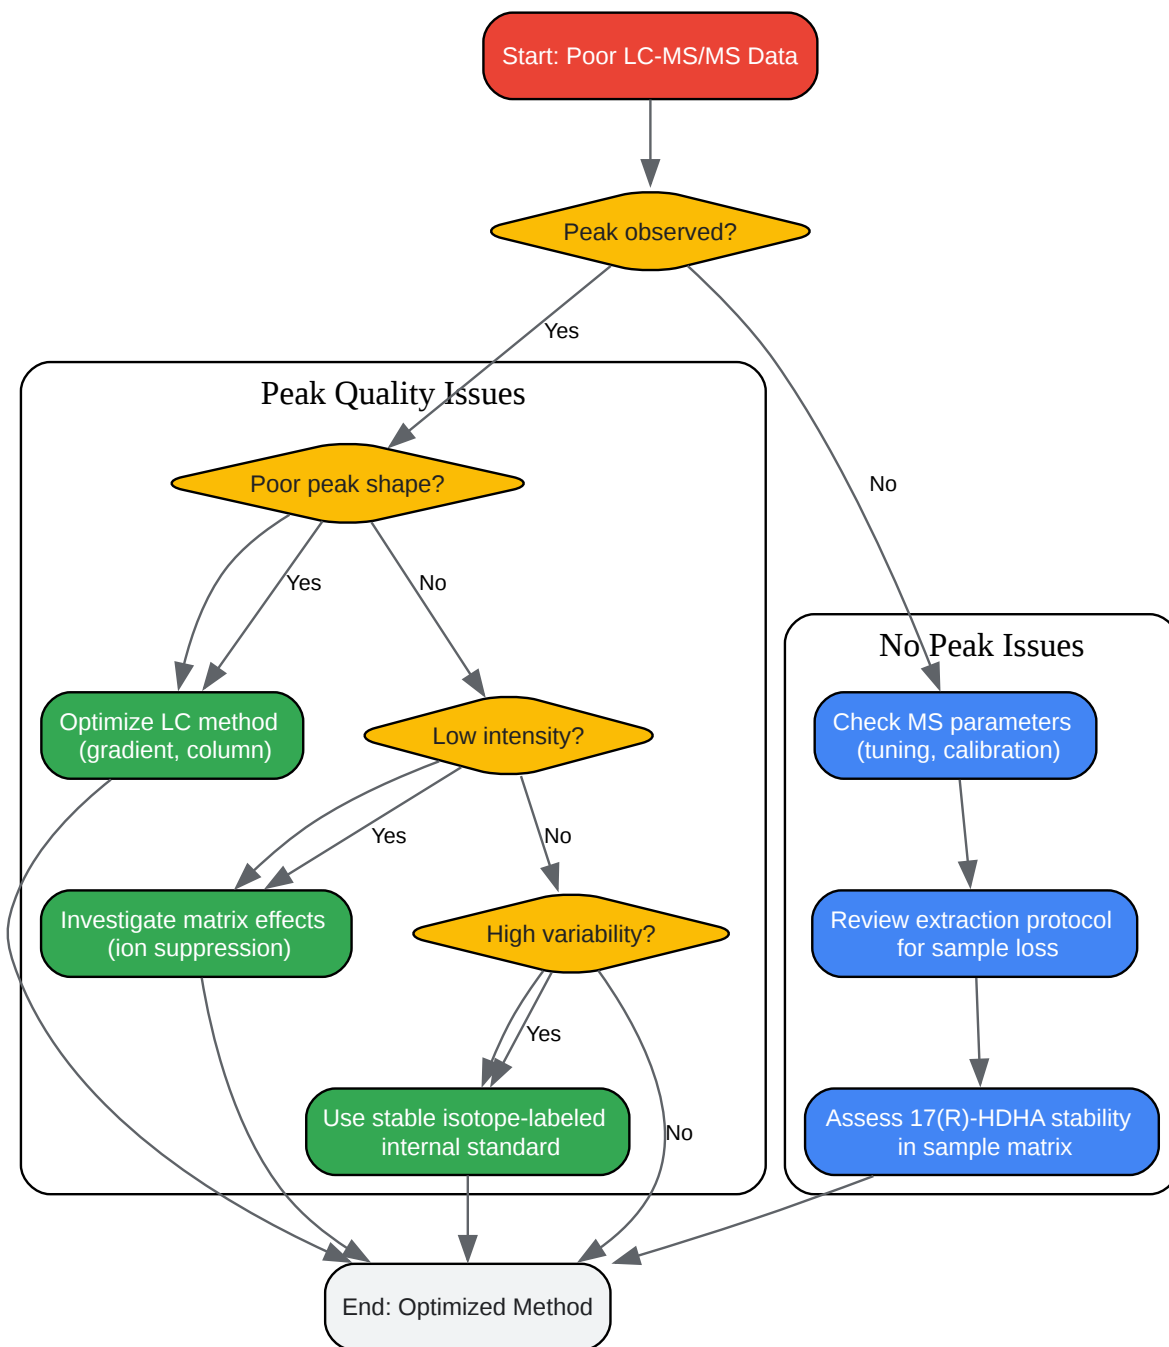 Start: Poor LC-MS/MS Data
Peak observed?
Yes
No
Peak Quality Issues
Poor peak shape?
Yes
No
No Peak Issues
Optimize LC method
(gradient, column)
Low intensity?
Check MS parameters
(tuning, calibration)
Yes
No
Investigate matrix effects
(ion suppression)
High variability?
Review extraction protocol
for sample loss
Yes
No
Use stable isotope-labeled
internal standard
Assess 17(R)-HDHA stability
in sample matrix
End: Optimized Method